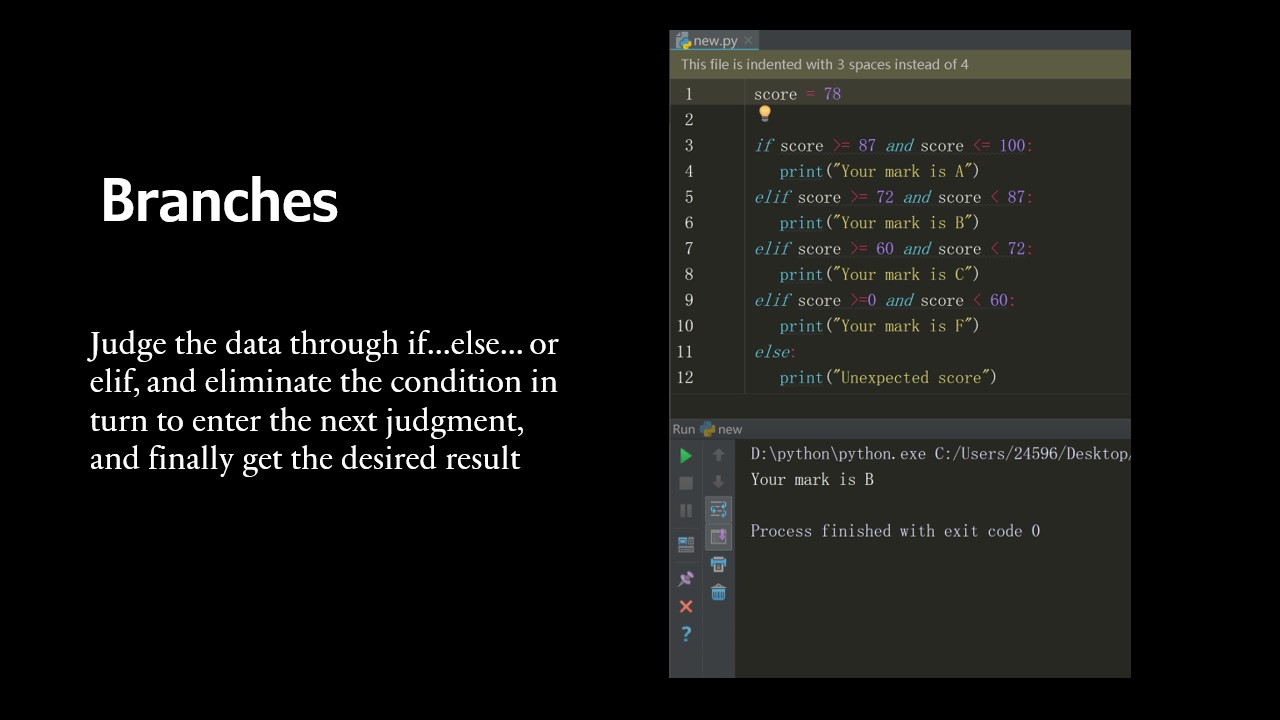 Branches
Judge the data through if...else... or
elif, and eliminate the condition in
turn to enter the next judgment,
and finally get the desired result
new.py
This file is indented with 3 spaces instead of 4
1 score = 78
2
3 if score >= 87 and score <= 100:
4 print("Your mark is A")
5 elif score >= 72 and score < 87:
6 print("Your mark is B")
7 elif score >= 60 and score < 72:
8 print("Your mark is C")
9 elif score >=0 and score < 60:
10 print("Your mark is F")
11 else:
12 print("Unexpected score")
Run new
D:\python\python.exe C:/Users/24596/Desktop/
Your mark is B
Process finished with exit code 0